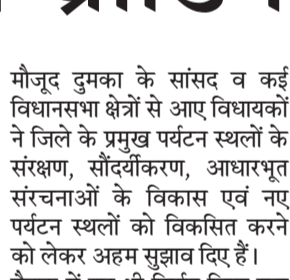 मौजूद दुमका के सांसद व कई
विधानसभा क्षेत्रों से आए विधायकों
ने जिले के प्रमुख पर्यटन स्थलों के
संरक्षण, सौंदर्यीकरण, आधारभूत
संरचनाओं के विकास एवं नए
पर्यटन स्थलों को विकसित करने
को लेकर अहम सुझाव दिए हैं।